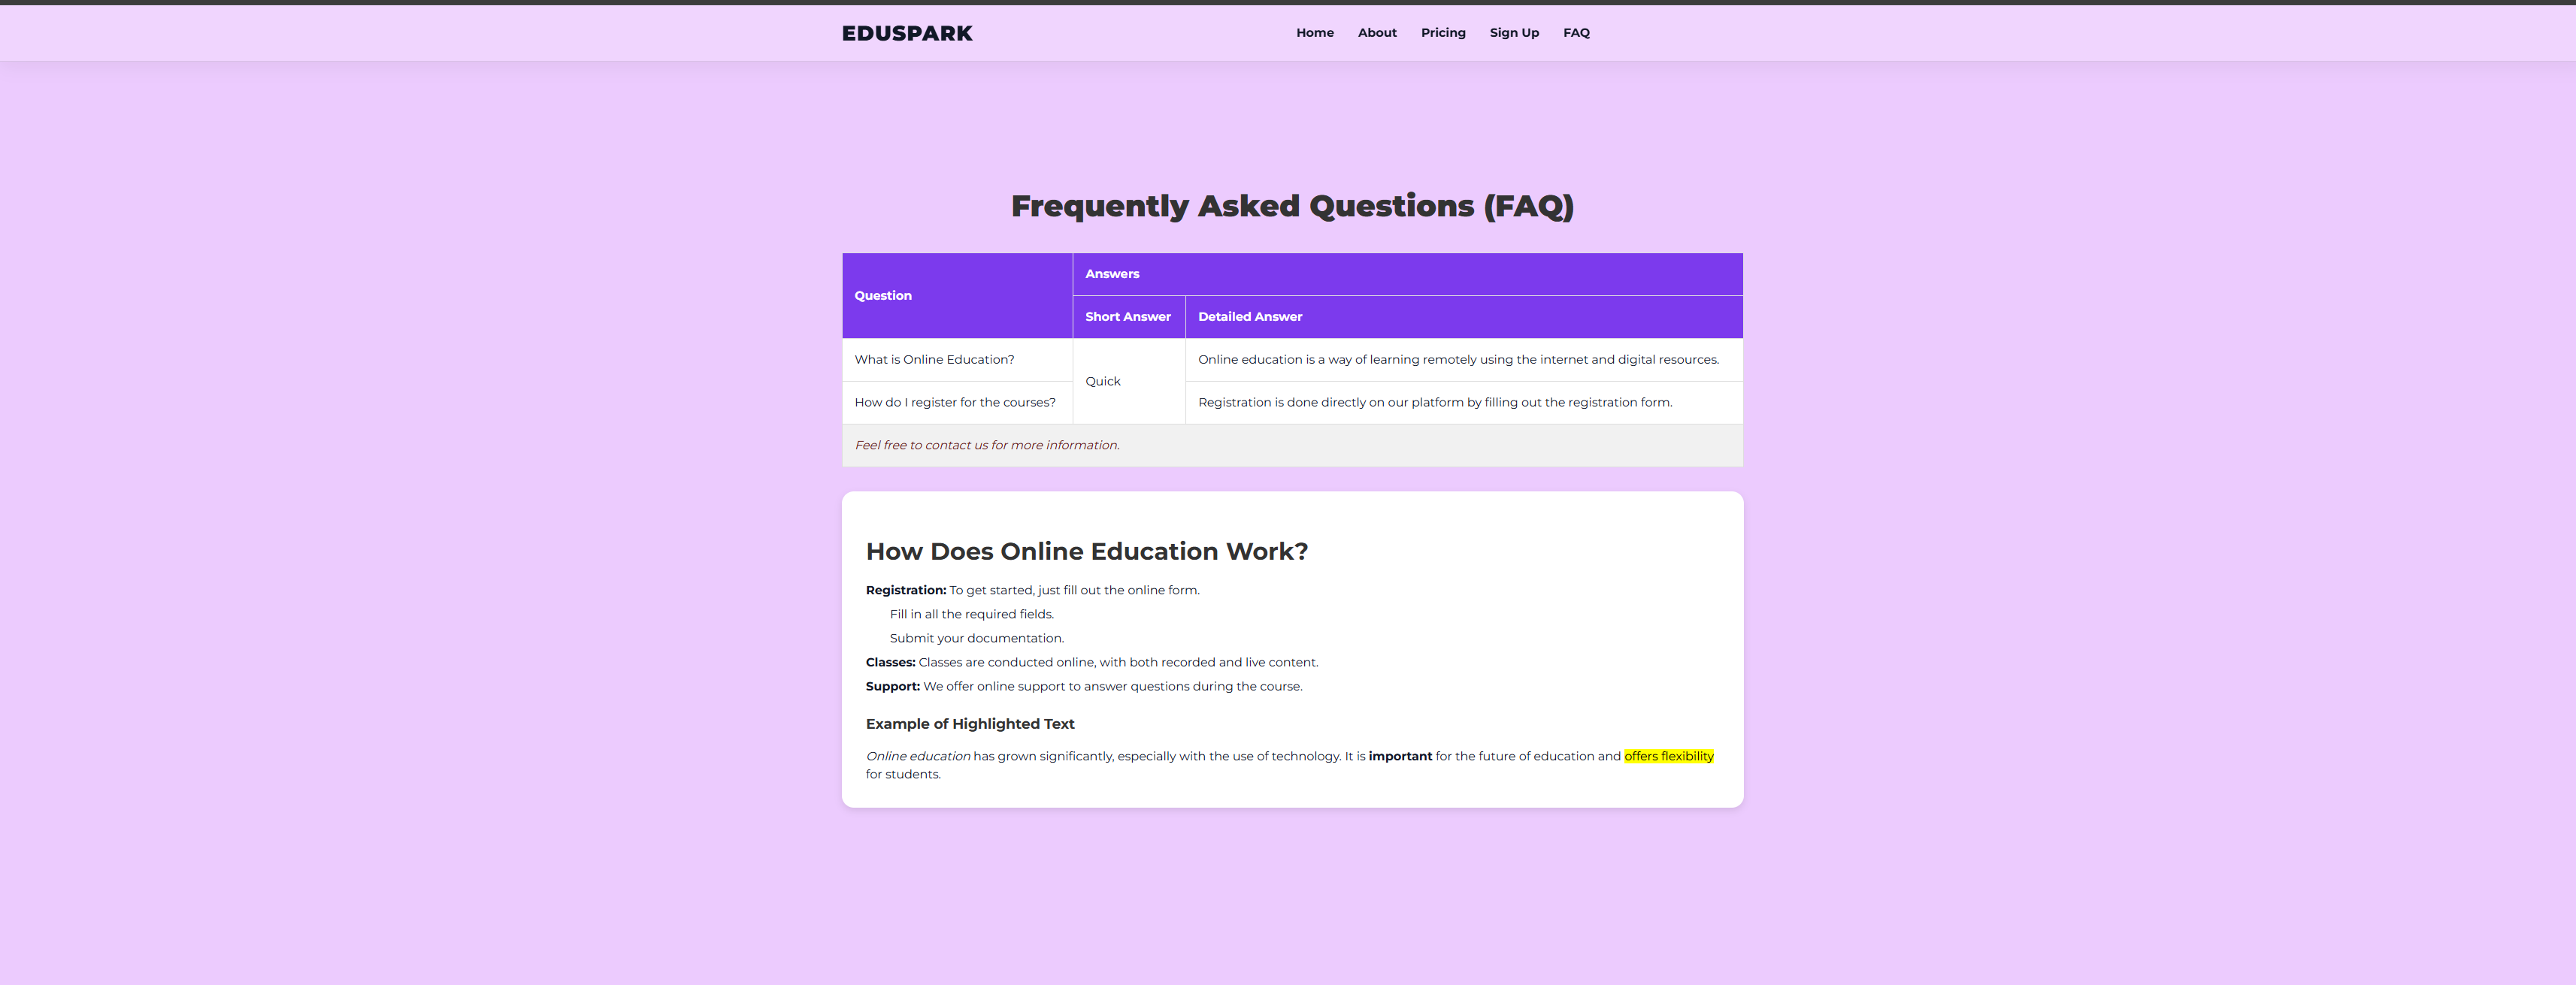 EDUSPARK
Home About Pricing Sign Up FAQ
Frequently Asked Questions (FAQ)
Question
Answers
Short Answer
Detailed Answer
What is Online Education?
Quick
Online education is a way of learning remotely using the internet and digital resources.
How do I register for the courses?
Registration is done directly on our platform by filling out the registration form.
Feel free to contact us for more information.
How Does Online Education Work?
Registration: To get started, just fill out the online form.
Fill in all the required fields.
Submit your documentation.
Classes: Classes are conducted online, with both recorded and live content.
Support: We offer online support to answer questions during the course.
Example of Highlighted Text
Online education has grown significantly, especially with the use of technology. It is important for the future of education and offers flexibility
for students.